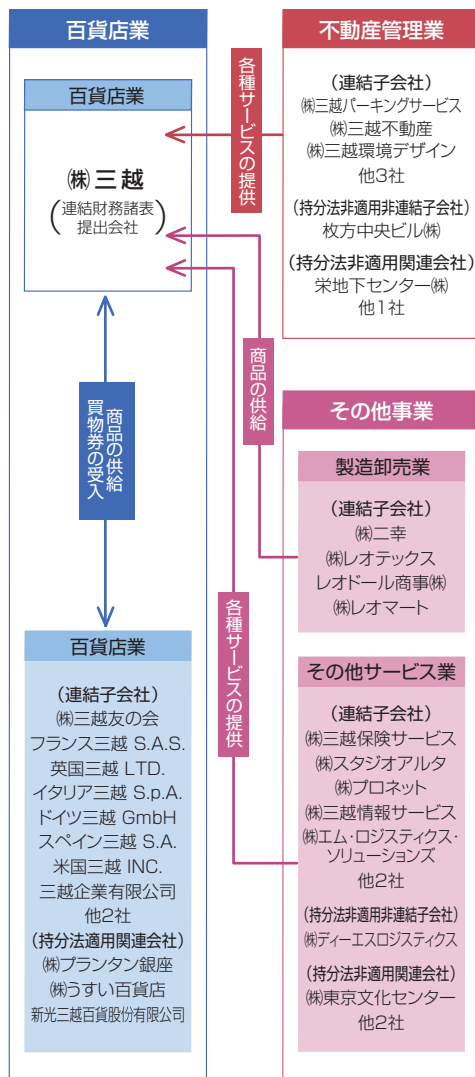 百貨店業
百貨店業
㈱三越
(連結財務諸表
提出会社)
商品の供給
買物券の受入
百貨店業
(連結子会社)
㈱三越友の会
フランス三越 S.A.S.
英国三越 LTD.
イタリア三越 S.p.A.
ドイツ三越 GmbH
スペイン三越 S.A.
米国三越 INC.
三越企業有限公司
他2社
(持分法適用関連会社)
㈱プランタン銀座
㈱うすい百貨店
新光三越百貨股份有限公司
各種サービスの提供
商品の供給
各種サービスの提供
不動産管理業
(連結子会社)
㈱三越パーキングサービス
㈱三越不動産
㈱三越環境デザイン
他3社
(持分法非適用非連結子会社)
枚方中央ビル㈱
(持分法非適用関連会社)
栄地下センター㈱
他1社
その他事業
製造卸売業
(連結子会社)
㈱二幸
㈱レオテックス
レオドール商事㈱
㈱レオマート
その他サービス業
(連結子会社)
㈱三越保険サービス
㈱スタジオアルタ
㈱プロネット
㈱三越情報サービス
㈱エム・ロジスティクス・
ソリューションズ
他2社
(持分法非適用非連結子会社)
㈱ディーエスロジスティクス
(持分法非適用関連会社)
㈱東京文化センター
他2社